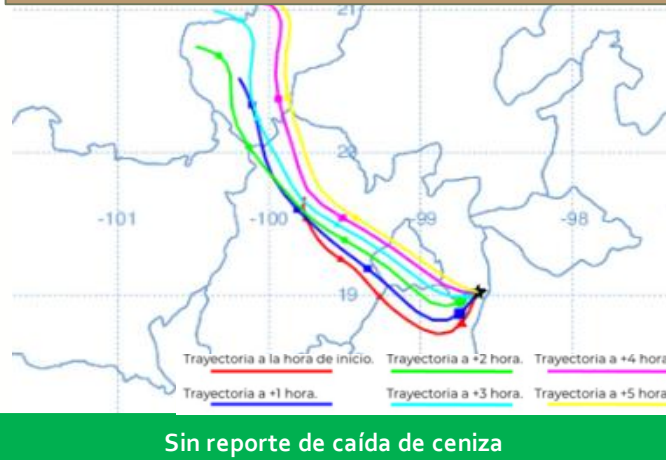 21
20
-101
-100
-99
-98
19
Trayectoria a la hora de inicio. Trayectoria a +2 hora. Trayectoria a +4 hora
Trayectoria a +1 hora. Trayectoria a +3 hora. Trayectoria a +5 hora
Sin reporte de caída de ceniza